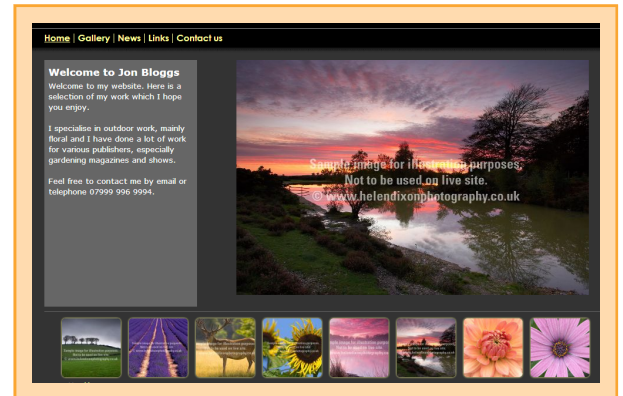 Home | Gallery | News | Links | Contact us
Welcome to Jon Bloggs
Welcome to my website. Here is a
selection of my work which I hope
you enjoy.
I specialise in outdoor work, mainly
floral and I have done a lot of work
for various publishers, especially
gardening magazines and shows.
Feel free to contact me by email or
telephone 07999 996 9994.
Sample image for illustration purposes.
Not to be used on live site.
© www.helendixonphotography.co.uk